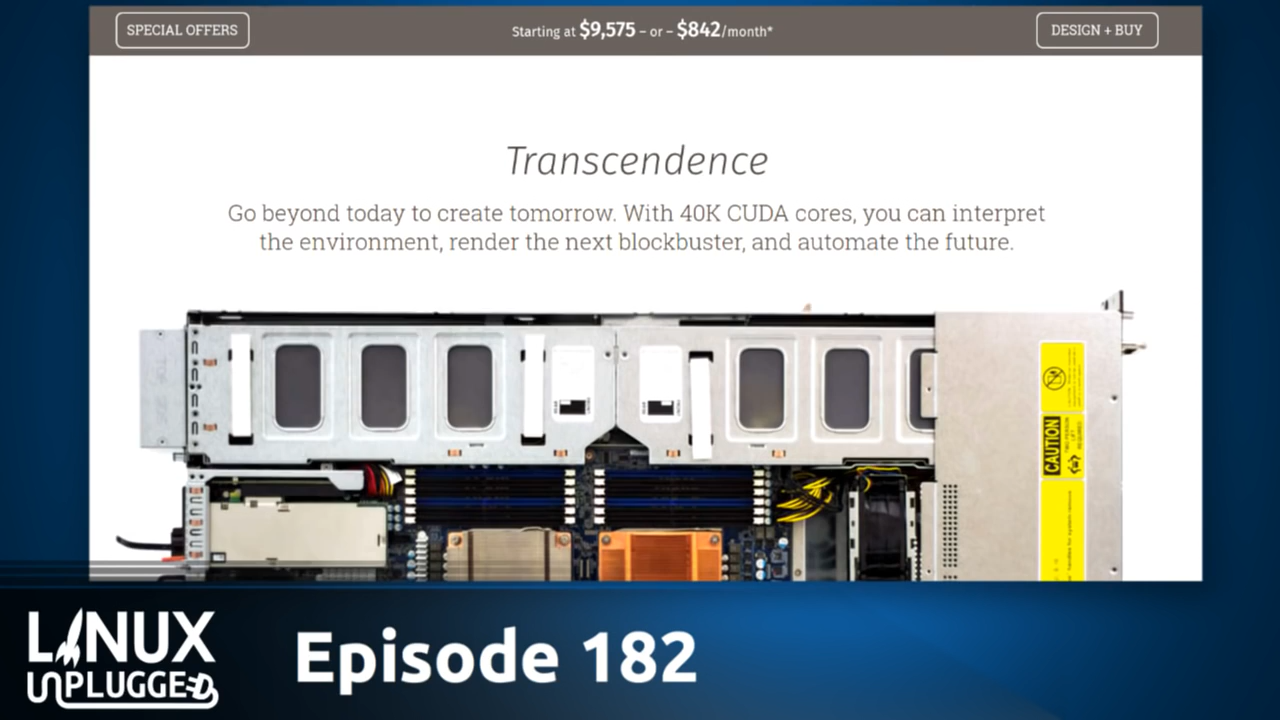 SPECIAL OFFERS
Starting at $9,575 – or – $842/month*
DESIGN + BUY
Transcendence
Go beyond today to create tomorrow. With 40K CUDA cores, you can interpret
the environment, render the next blockbuster, and automate the future.
CAUTION
LINUX
UNPLUGGED
Episode 182